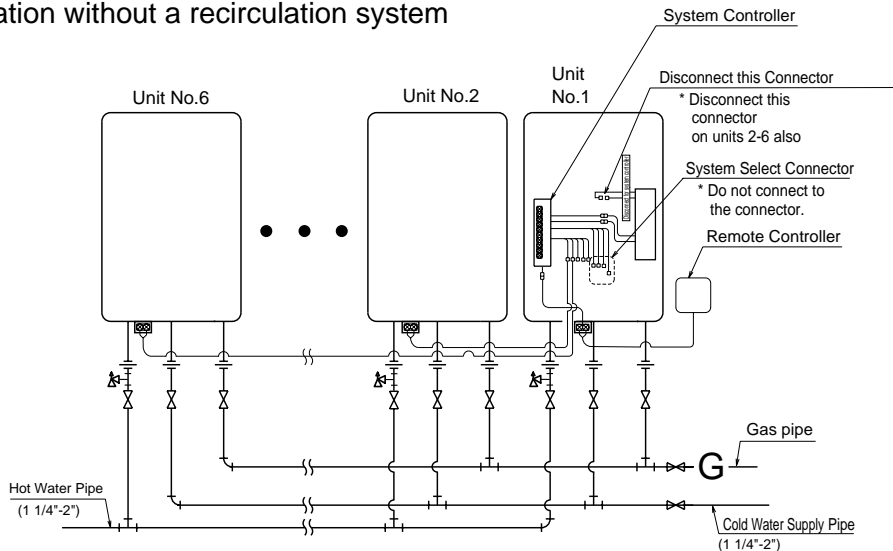 ation without a recirculation system
System Controller
Unit
No.1
Unit No.6
Unit No.2
Disconnect this Connector
* Disconnect this
connector
on units 2-6 also
System Select Connector
* Do not connect to
the connector.
Remote Controller
Gas pipe
G
Hot Water Pipe
(1 1/4"-2")
Cold Water Supply Pipe
(1 1/4"-2")